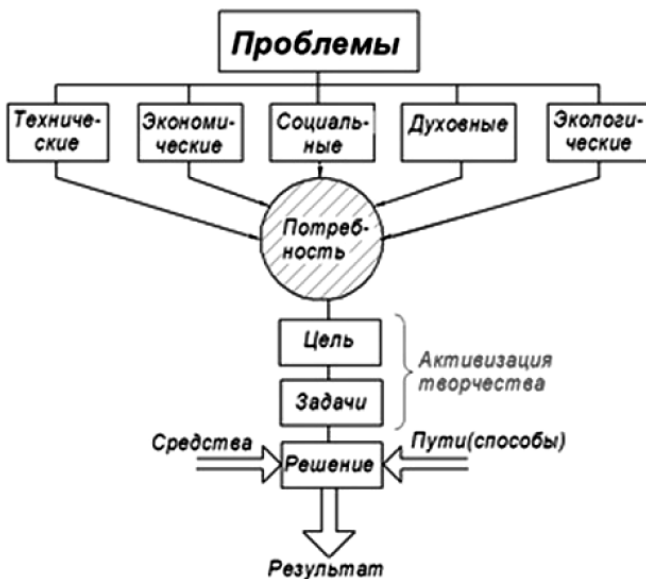 Проблемы
Техниче-
ские
Экономи-
ческие
Социаль-
ные
Духовные
Экологи-
ческие
Потреб-
ность
Цель
Активизация
творчества
Задачи
Средства
Пути(способы)
Решение
Результат